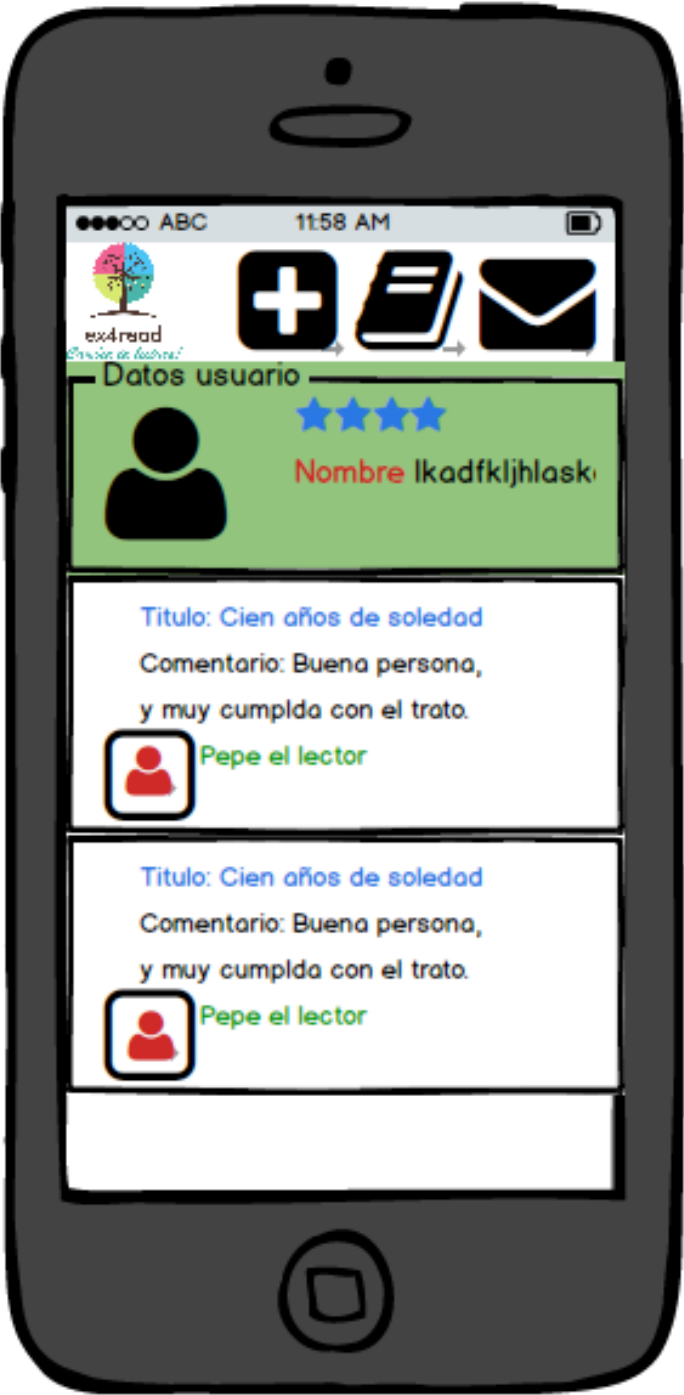 ABC 11:58 AM
ex4read
Datos usuario
Nombre lkadfkljhlask
Titulo: Cien años de soledad
Comentario: Buena persona,
y muy cumplda con el trato.
Pepe el lector
Titulo: Cien años de soledad
Comentario: Buena persona,
y muy cumplda con el trato.
Pepe el lector